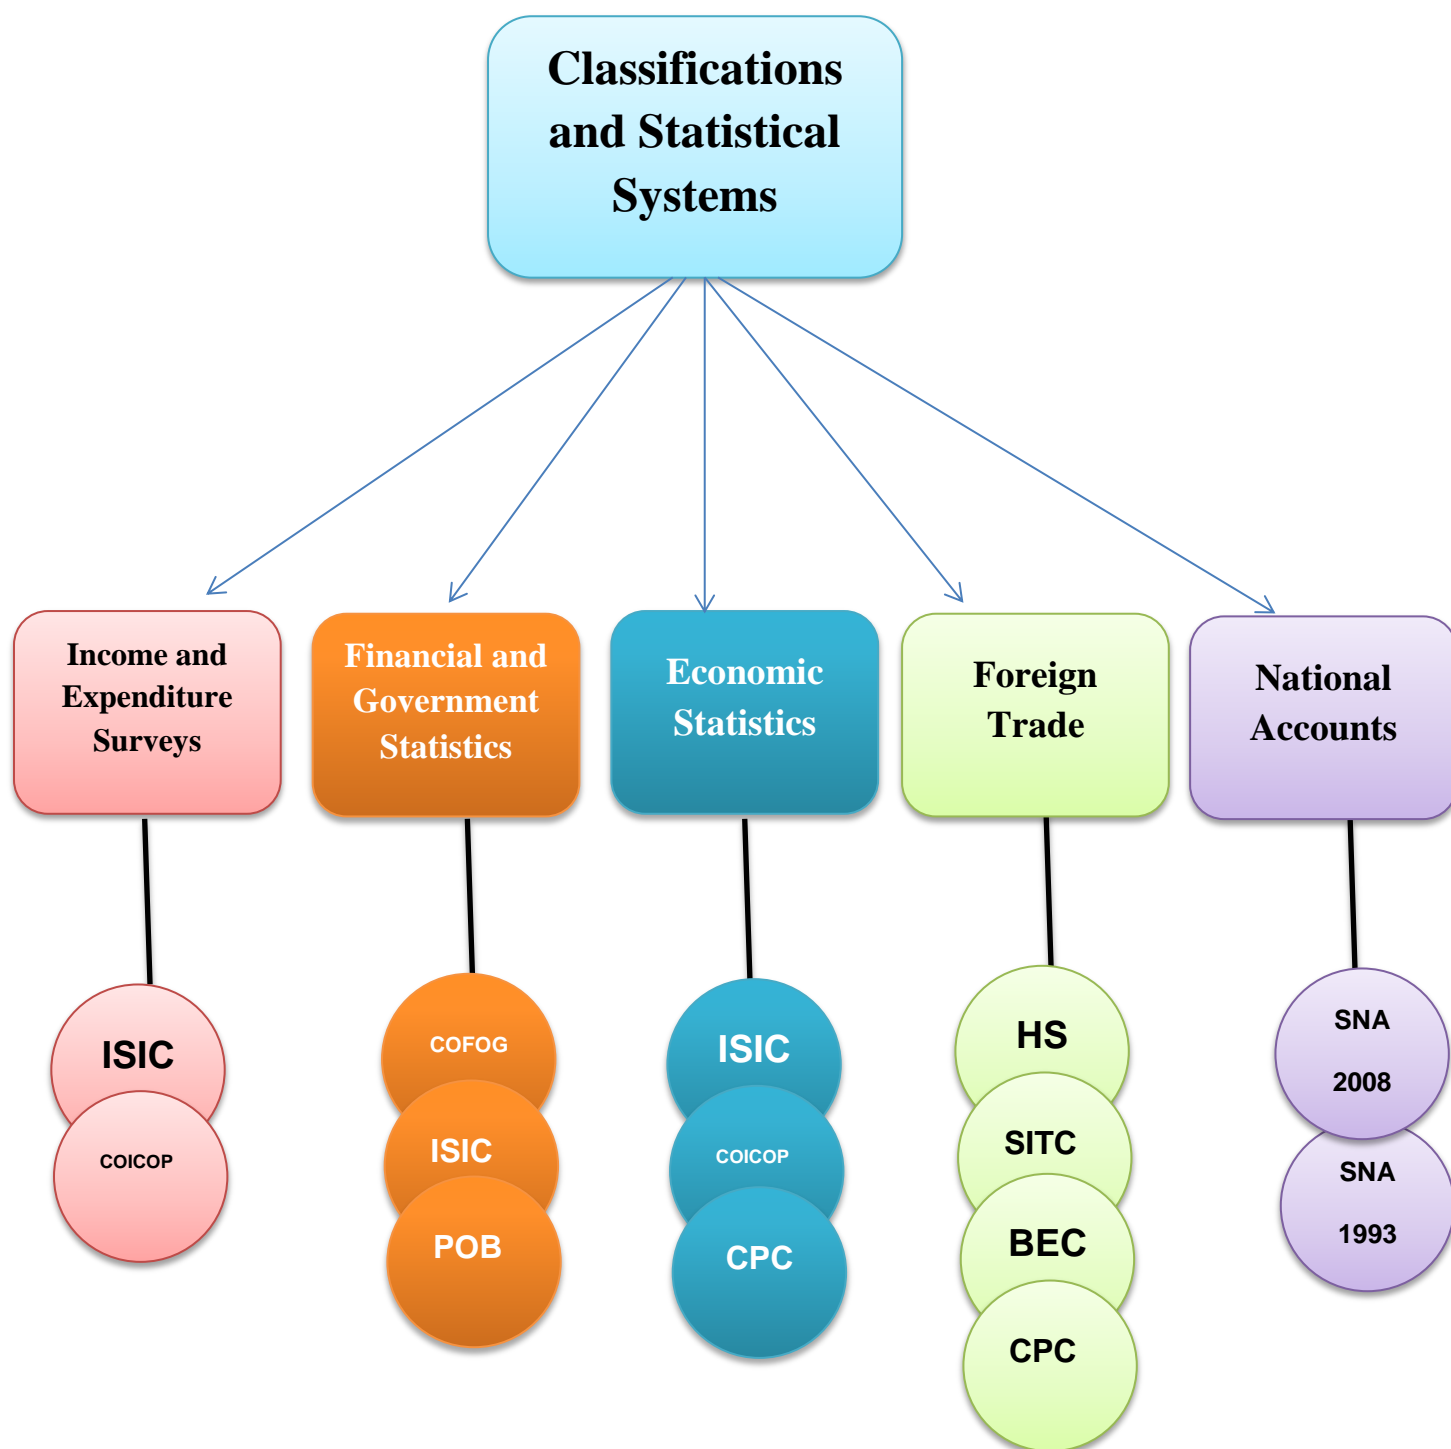 Classifications
and Statistical
Systems
Income and
Expenditure
Surveys
Financial and
Government
Statistics
Economic
Statistics
Foreign
Trade
National
Accounts
ISIC
COICOP
COFOG
ISIC
POB
ISIC
COICOP
CPC
HS
SITC
BEC
CPC
SNA
2008
SNA
1993